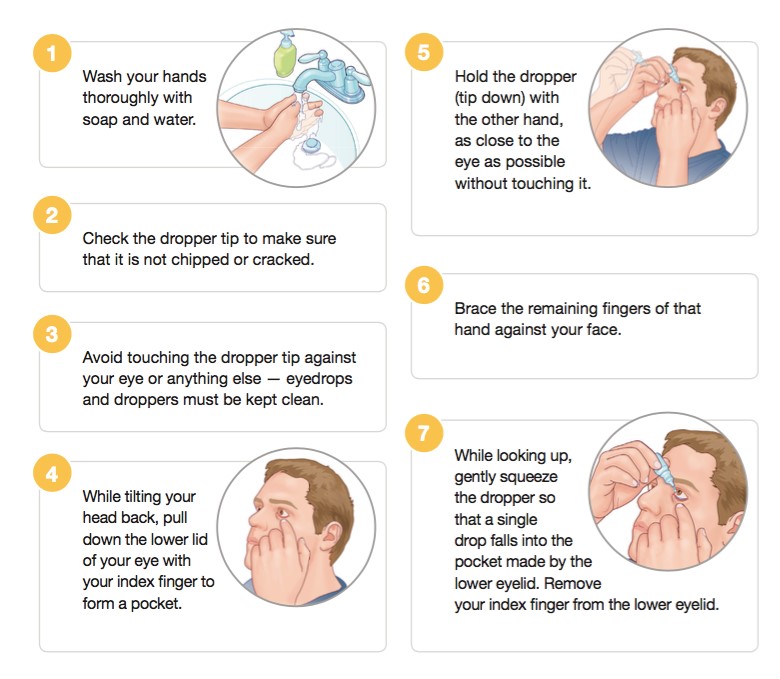 1
Wash your hands
thoroughly with
soap and water.
2
Check the dropper tip to make sure
that it is not chipped or cracked.
3
Avoid touching the dropper tip against
your eye or anything else — eyedrops
and droppers must be kept clean.
4
While tilting your
head back, pull
down the lower lid
of your eye with
your index finger to
form a pocket.
5
Hold the dropper
(tip down) with
the other hand,
as close to the
eye as possible
without touching it.
6
Brace the remaining fingers of that
hand against your face.
7
While looking up,
gently squeeze
the dropper so
that a single
drop falls into the
pocket made by the
lower eyelid. Remove
your index finger from the lower eyelid.